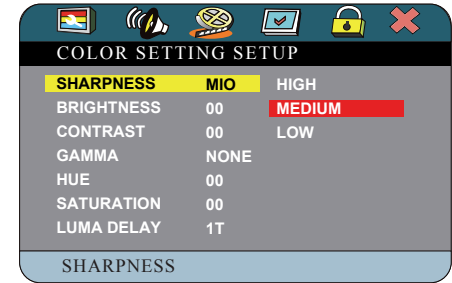 COLOR SETTING SETUP
SHARPNESS MIO HIGH
BRIGHTNESS 00 MEDIUM
CONTRAST 00 LOW
GAMMA NONE
HUE 00
SATURATION 00
LUMA DELAY 1T
SHARPNESS